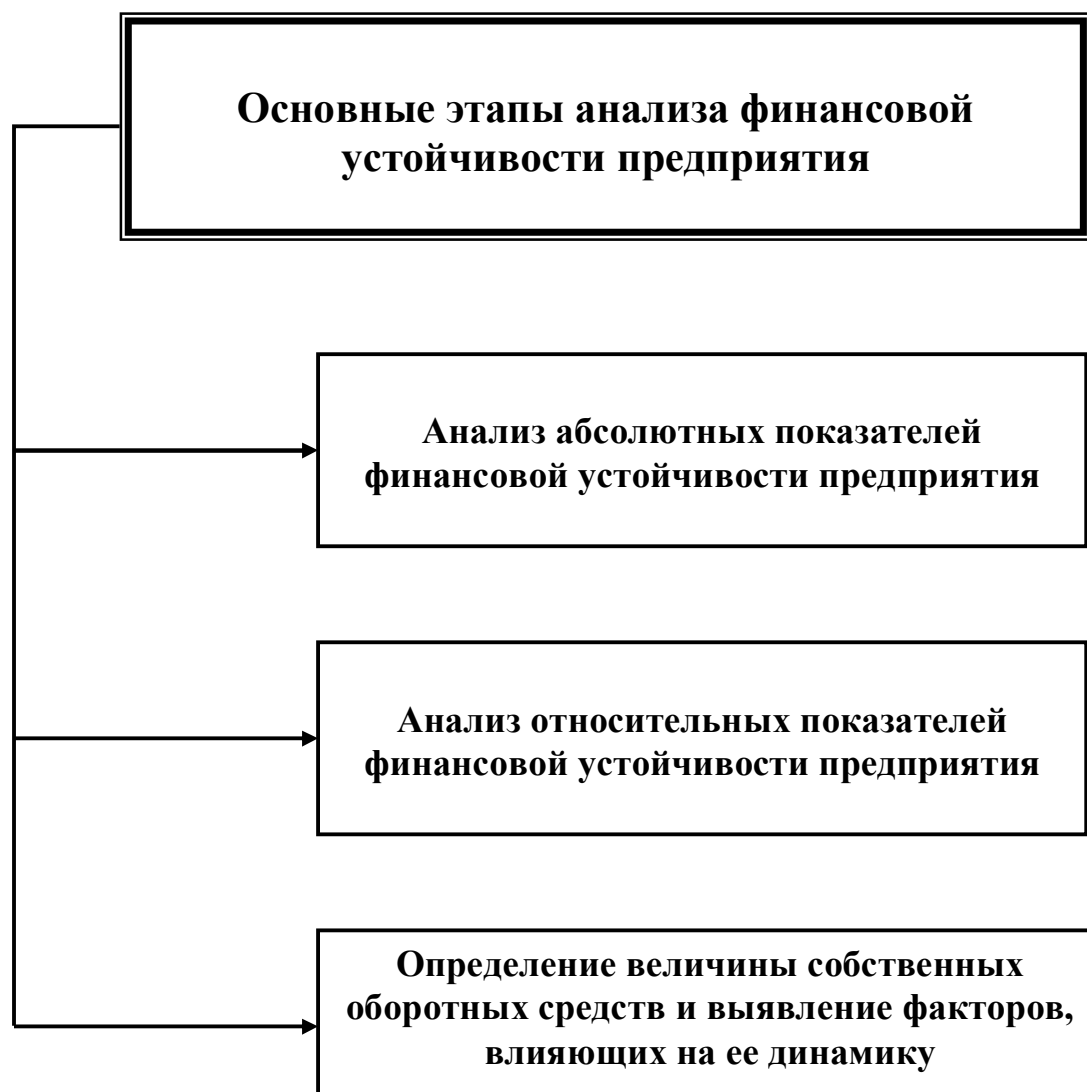 Основные этапы анализа финансовой
устойчивости предприятия
Анализ абсолютных показателей
финансовой устойчивости предприятия
Анализ относительных показателей
финансовой устойчивости предприятия
Определение величины собственных
оборотных средств и выявление факторов,
влияющих на ее динамику